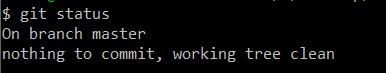 $ git status
On branch master
nothing to commit, working tree clean